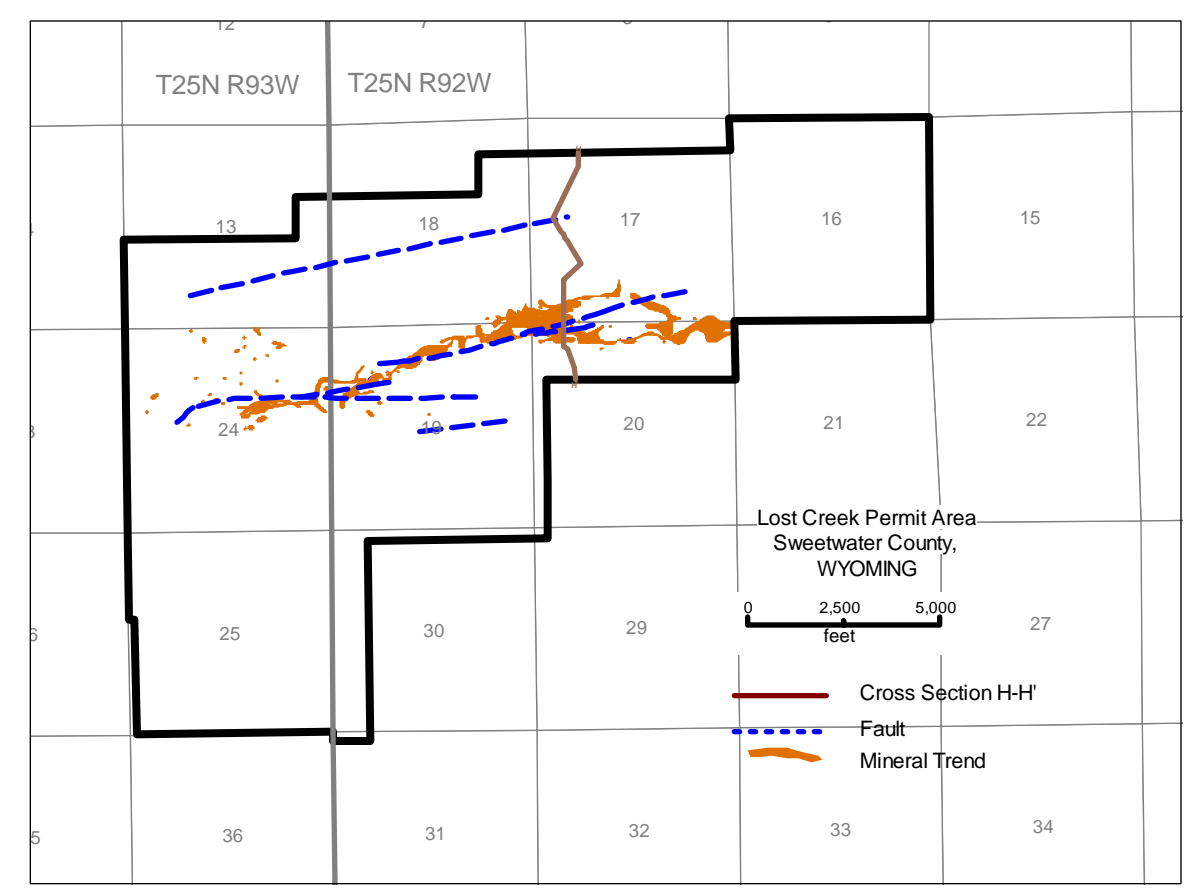 12 7
T25N R93W T25N R92W
13 18 17 16 15
24 19 20 21 22
Lost Creek Permit Area
Sweetwater County,
WYOMING
0 2,500 5,000
feet
25 30 29 27
Cross Section H-H'
Fault
Mineral Trend
36 31 32 33 34